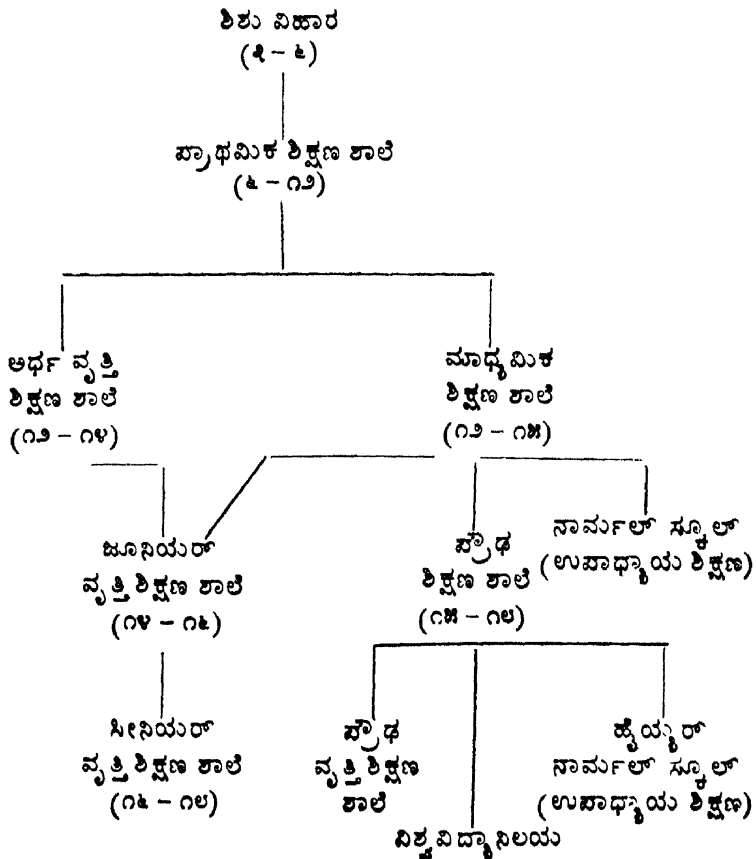 ಶಿಶು ವಿಹಾರ
(೩ – ೬)
ಪ್ರಾಥಮಿಕ ಶಿಕ್ಷಣ ಶಾಲೆ
(೬ – ೧೨)
ಅರ್ಧ ವೃತ್ತಿ
ಶಿಕ್ಷಣ ಶಾಲೆ
(೧೨ – ೧೪)
ಮಾಧ್ಯಮಿಕ
ಶಿಕ್ಷಣ ಶಾಲೆ
(೧೨ – ೧೫)
ಜೂನಿಯರ್
ವೃತ್ತಿ ಶಿಕ್ಷಣ ಶಾಲೆ
(೧೪ – ೧೬)
ಪ್ರೌಢ
ಶಿಕ್ಷಣ ಶಾಲೆ
(೧೫ – ೧೮)
ನಾರ್ಮಲ್ ಸ್ಕೂಲ್
(ಉಪಾಧ್ಯಾಯ ಶಿಕ್ಷಣ)
ಸೀನಿಯರ್
ವೃತ್ತಿ ಶಿಕ್ಷಣ ಶಾಲೆ
(೧೬ – ೧೮)
ಪ್ರೌಢ
ವೃತ್ತಿ ಶಿಕ್ಷಣ
ಶಾಲೆ
ಹೈಯ್ಯರ್
ನಾರ್ಮಲ್ ಸ್ಕೂಲ್
(ಉಪಾಧ್ಯಾಯ ಶಿಕ್ಷಣ)
ವಿಶ್ವವಿದ್ಯಾನಿಲಯ